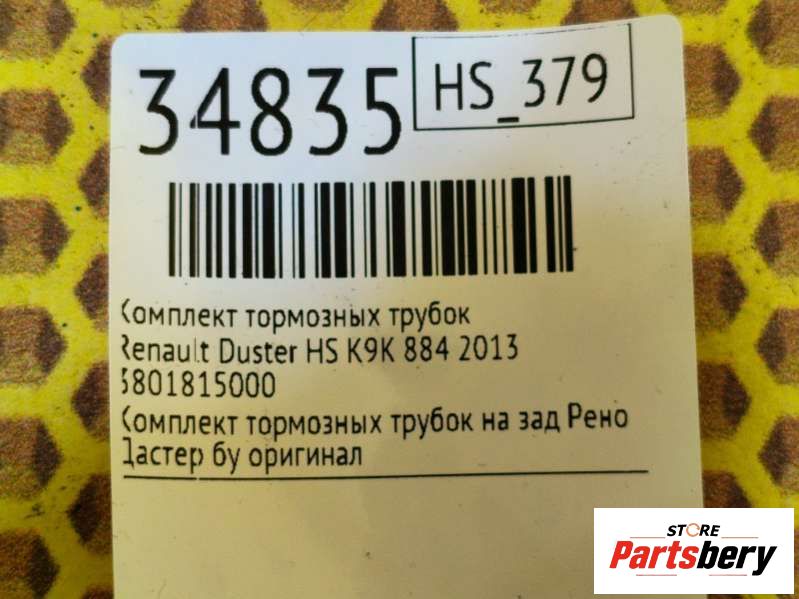 34835
HS_379
Комплект тормозных трубок
Renault Duster HS K9K 884 2013
6801815000
Комплект тормозных трубок на зад Рено
Дастер бу оригинал
STORE
Partsbery